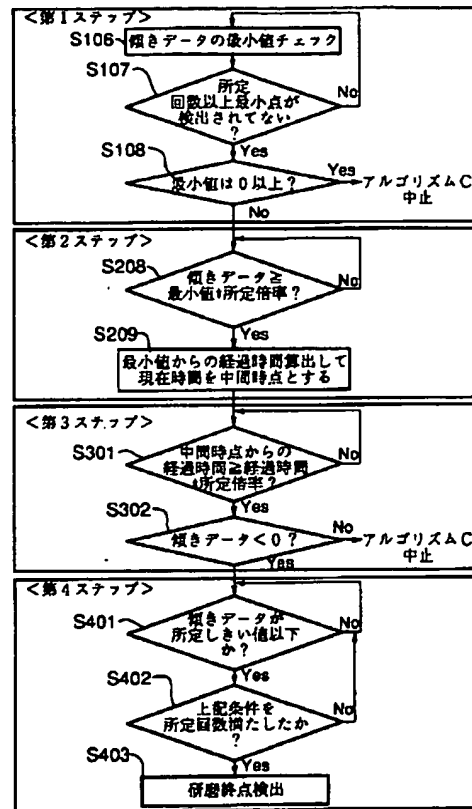 <第1ステップ>
S106
傾きデータの最小値チェック
S107
所定
回数以上最小点が
検出されてない
?
No
Yes
S108
最小値は0以上?
Yes
アルゴリズムC
中止
No
<第2ステップ>
S208
傾きデータ≧
最小値*所定倍率?
No
Yes
S209
最小値からの経過時間算出して
現在時間を中間時点とする
<第3ステップ>
S301
中間時点からの
経過時間≧経過時間
*所定倍率?
No
Yes
S302
傾きデータ<0?
No
アルゴリズムC
中止
Yes
<第4ステップ>
S401
傾きデータが
所定しきい値以下
か?
No
Yes
S402
上記条件を
所定回数満たしたか
?
No
Yes
S403
研磨終点検出